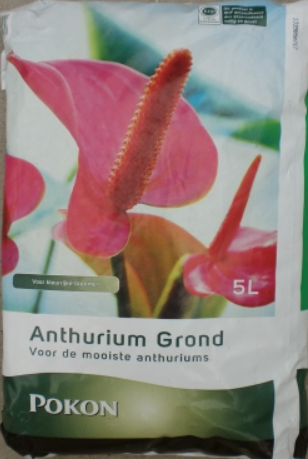 5L
Anthurium Grond
Voor de mooiste anthuriums
POKON